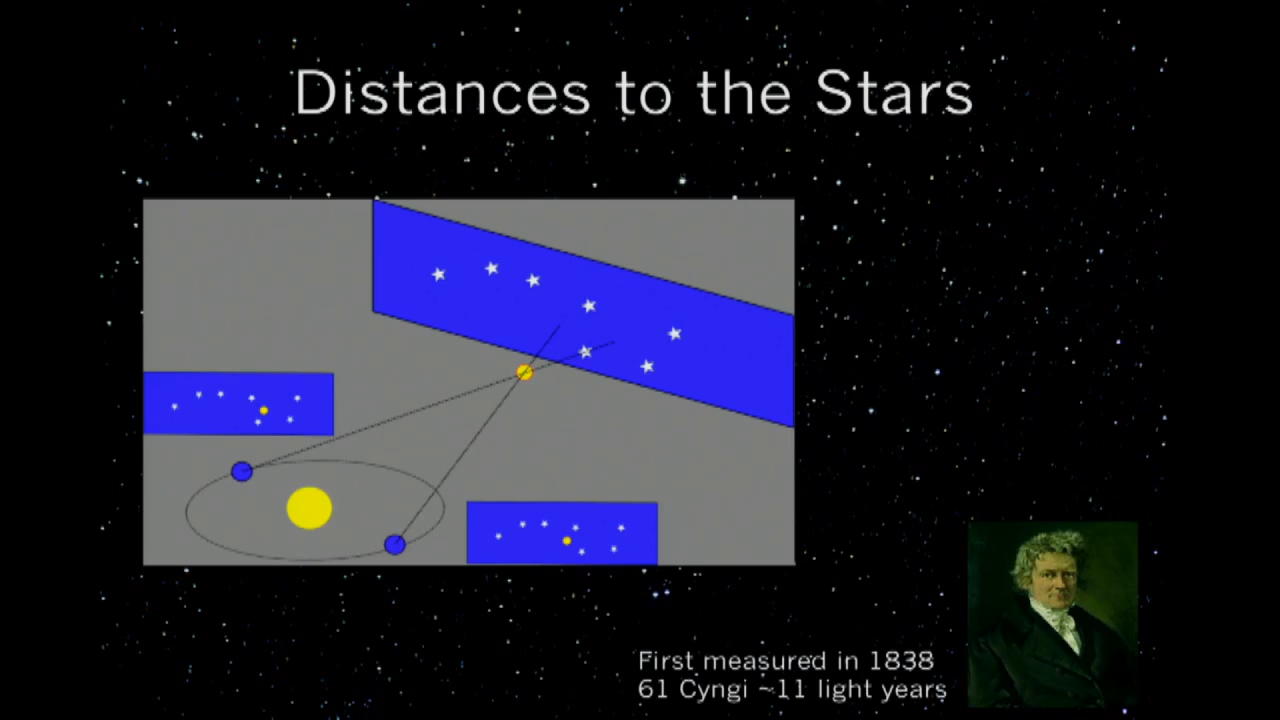 Distances to the Stars
First measured in 1838
61 Cyngi ~11 light years